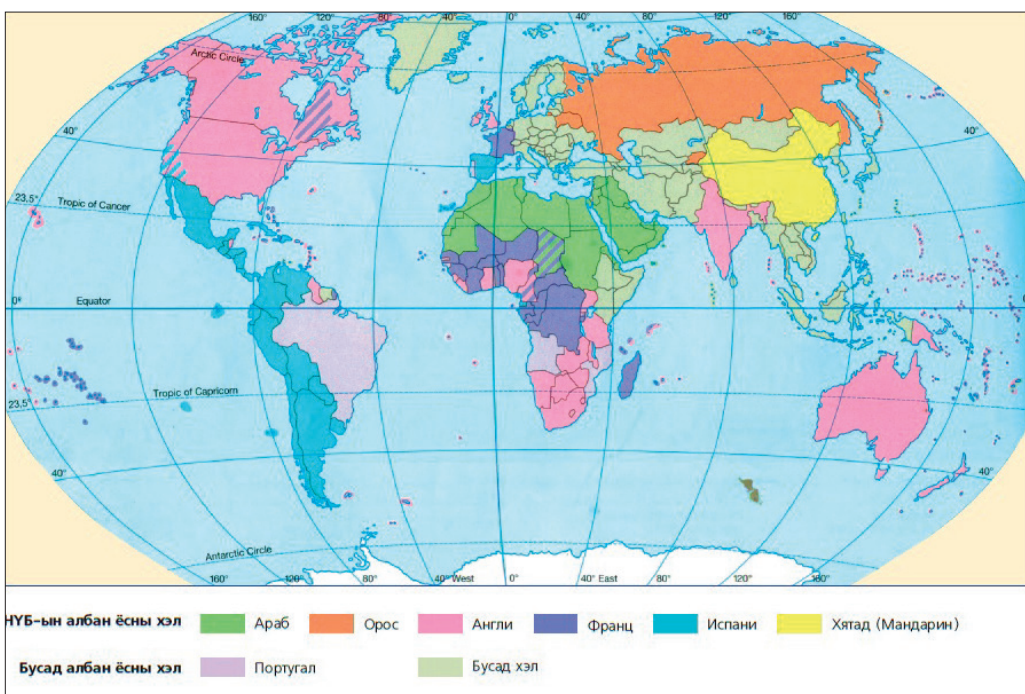 160° 120° 80° 40° 0° 40° 80° 120° 160°
Arctic Circle
40° 40°
23.5° Tropic of Cancer
0° Equator
Tropic of Capricorn
23.5°
40° 40°
Antarctic Circle
160° 120° 80° 40° West 0° 40° East 80° 120° 160°
НҮБ-ын албан ёсны хэл Араб Орос Англи Франц Испани Хятад (Мандарин)
Бусад албан ёсны хэл Португал Бусад хэл